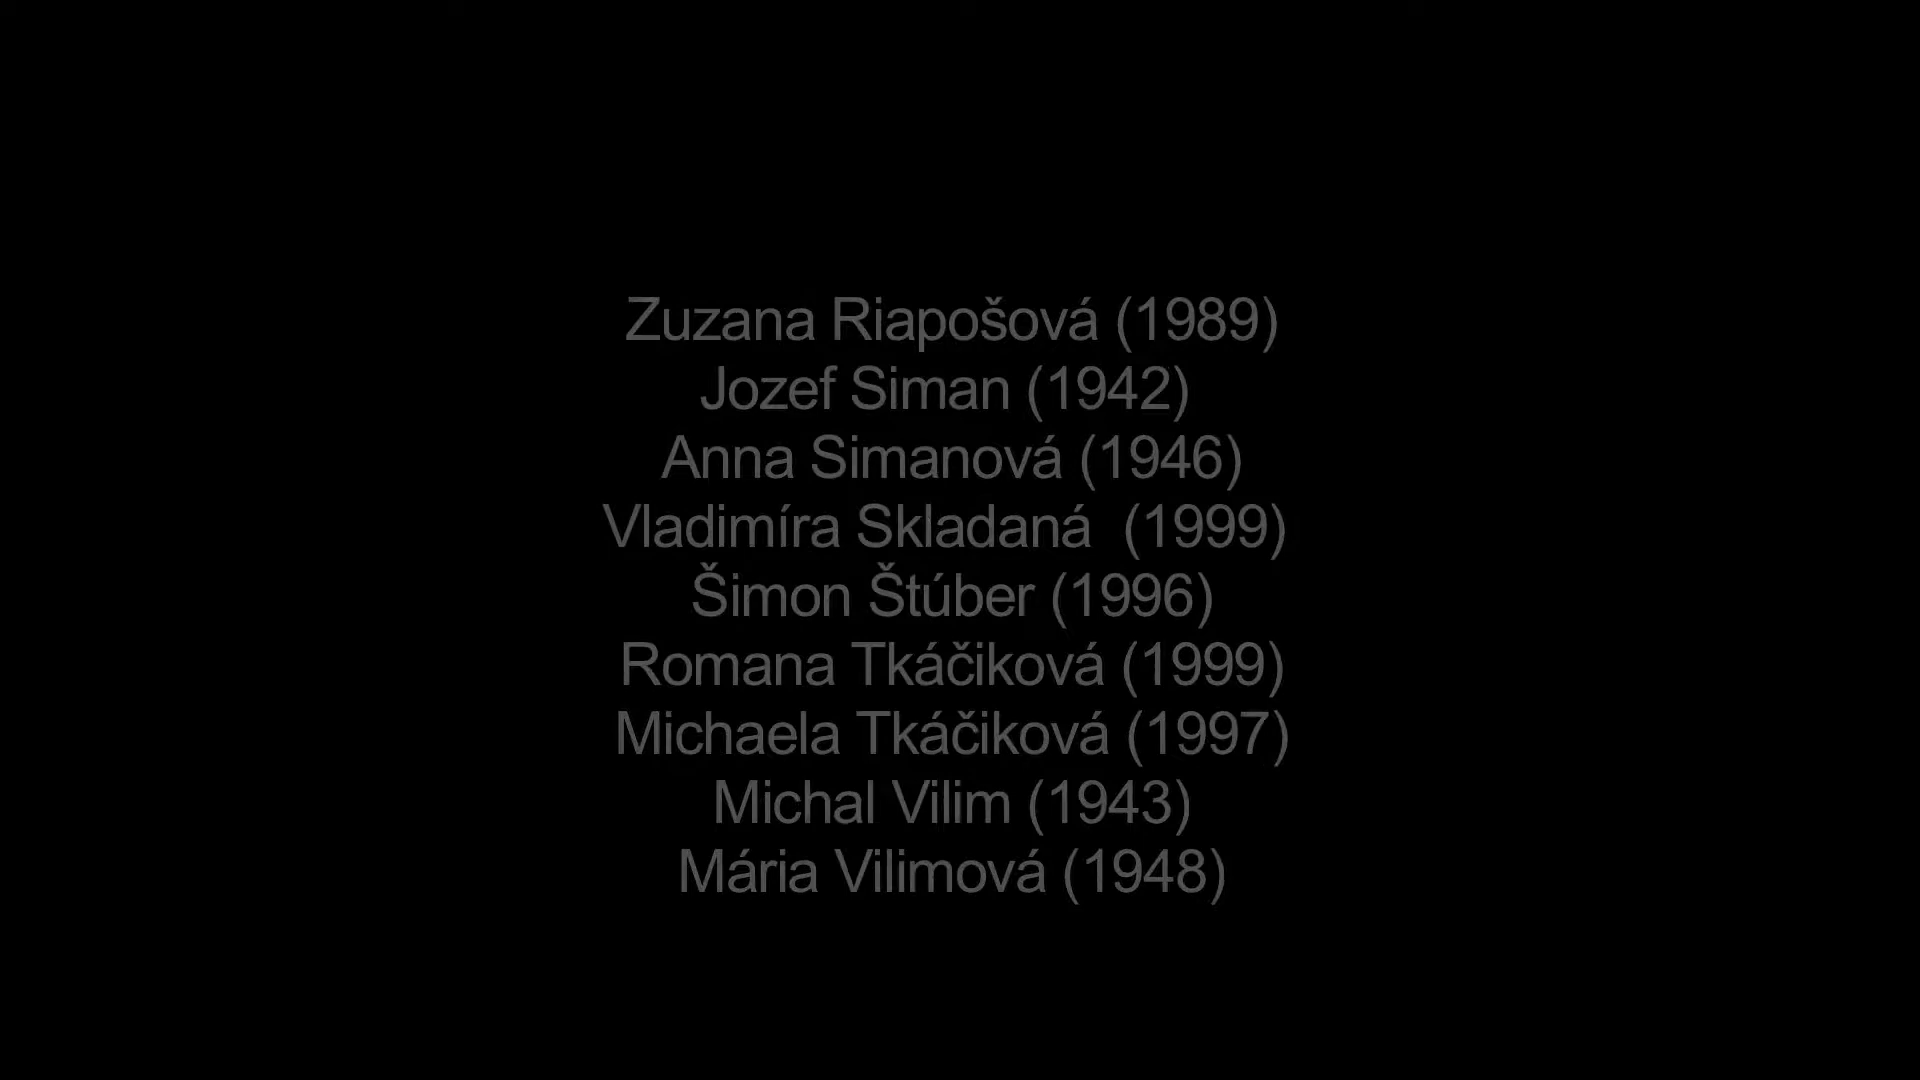 Zuzana Riapošová (1989)
Jozef Siman (1942)
Anna Simanová (1946)
Vladimíra Skladaná  (1999)
Šimon Štúber (1996)
Romana Tkáčiková (1999)
Michaela Tkáčiková (1997)
Michal Vilim (1943)
Mária Vilimová (1948)